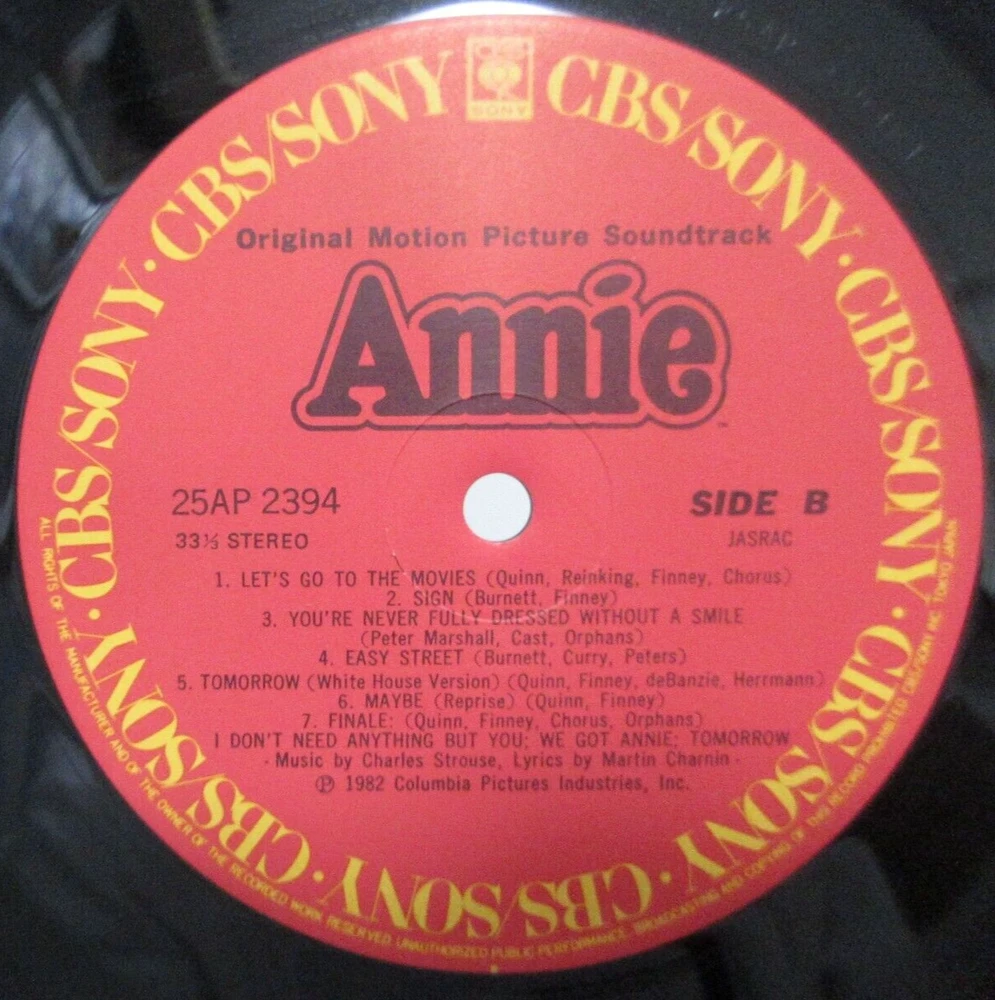 CBS/SONY · CBS/SONY · CBS/SONY · CBS/SONY · CBS/SONY · CBS/SONY · CBS/SONY · CBS/SONY
CBS
SONY
Original Motion Picture Soundtrack
Annie
TM
25AP 2394
SIDE B
33⅓ STEREO
JASRAC
1. LET'S GO TO THE MOVIES (Quinn, Reinking, Finney, Chorus)
2. SIGN (Burnett, Finney)
3. YOU'RE NEVER FULLY DRESSED WITHOUT A SMILE
(Peter Marshall, Cast, Orphans)
4. EASY STREET (Burnett, Curry, Peters)
5. TOMORROW (White House Version) (Quinn, Finney, deBanzie, Herrmann)
6. MAYBE (Reprise) (Quinn, Finney)
7. FINALE: (Quinn, Finney, Chorus, Orphans)
I DON'T NEED ANYTHING BUT YOU; WE GOT ANNIE; TOMORROW
· Music by Charles Strouse, Lyrics by Martin Charnin ·
℗ 1982 Columbia Pictures Industries, Inc.
ALL RIGHTS OF THE MANUFACTURER AND OF THE OWNER OF THE RECORDED WORK RESERVED UNAUTHORIZED PUBLIC PERFORMANCE, BROADCASTING AND COPYING OF THIS RECORD PROHIBITED CBS/SONY INC. TOKYO JAPAN